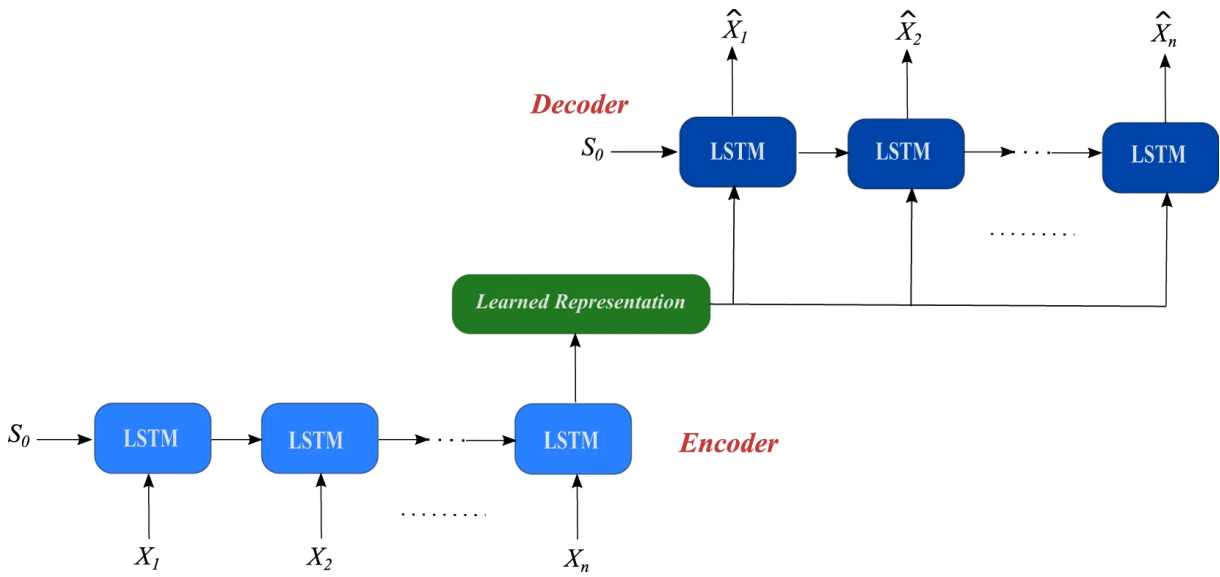 X̂₁ X̂₂ X̂ₙ
Decoder
S₀ LSTM LSTM . . . LSTM
. . . . . . . . . . .
Learned Representation
S₀ LSTM LSTM . . . LSTM Encoder
. . . . . . . . . . .
X₁ X₂ Xₙ